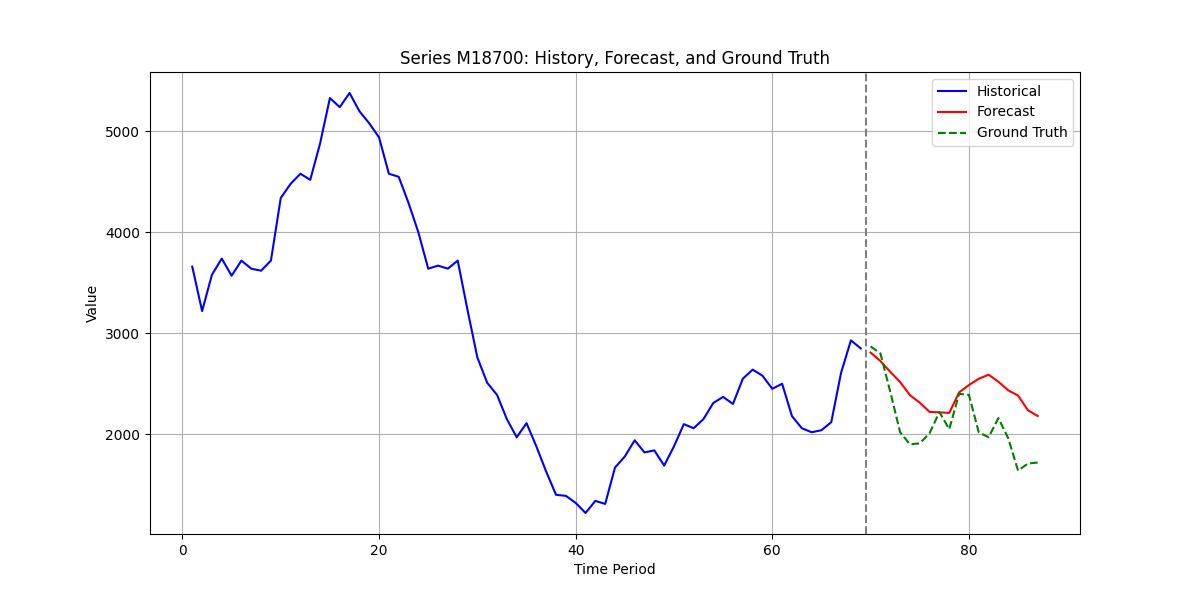 Series M18700: History, Forecast, and Ground Truth
Historical
Forecast
Ground Truth
5000
4000
3000
2000
Value
0
20
40
60
80
Time Period